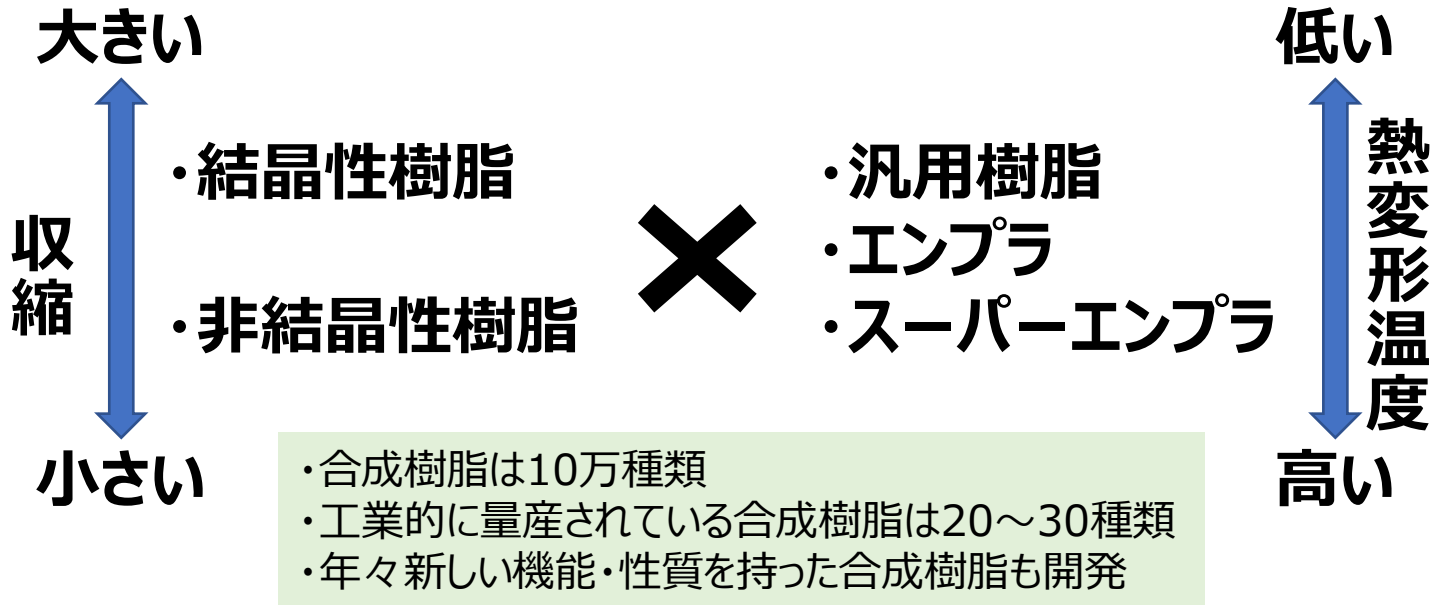 大きい
収縮
小さい
・結晶性樹脂
・非結晶性樹脂
×
・汎用樹脂
・エンプラ
・スーパーエンプラ
低い
熱変形温度
高い
・合成樹脂は10万種類
・工業的に量産されている合成樹脂は20～30種類
・年々新しい機能・性質を持った合成樹脂も開発